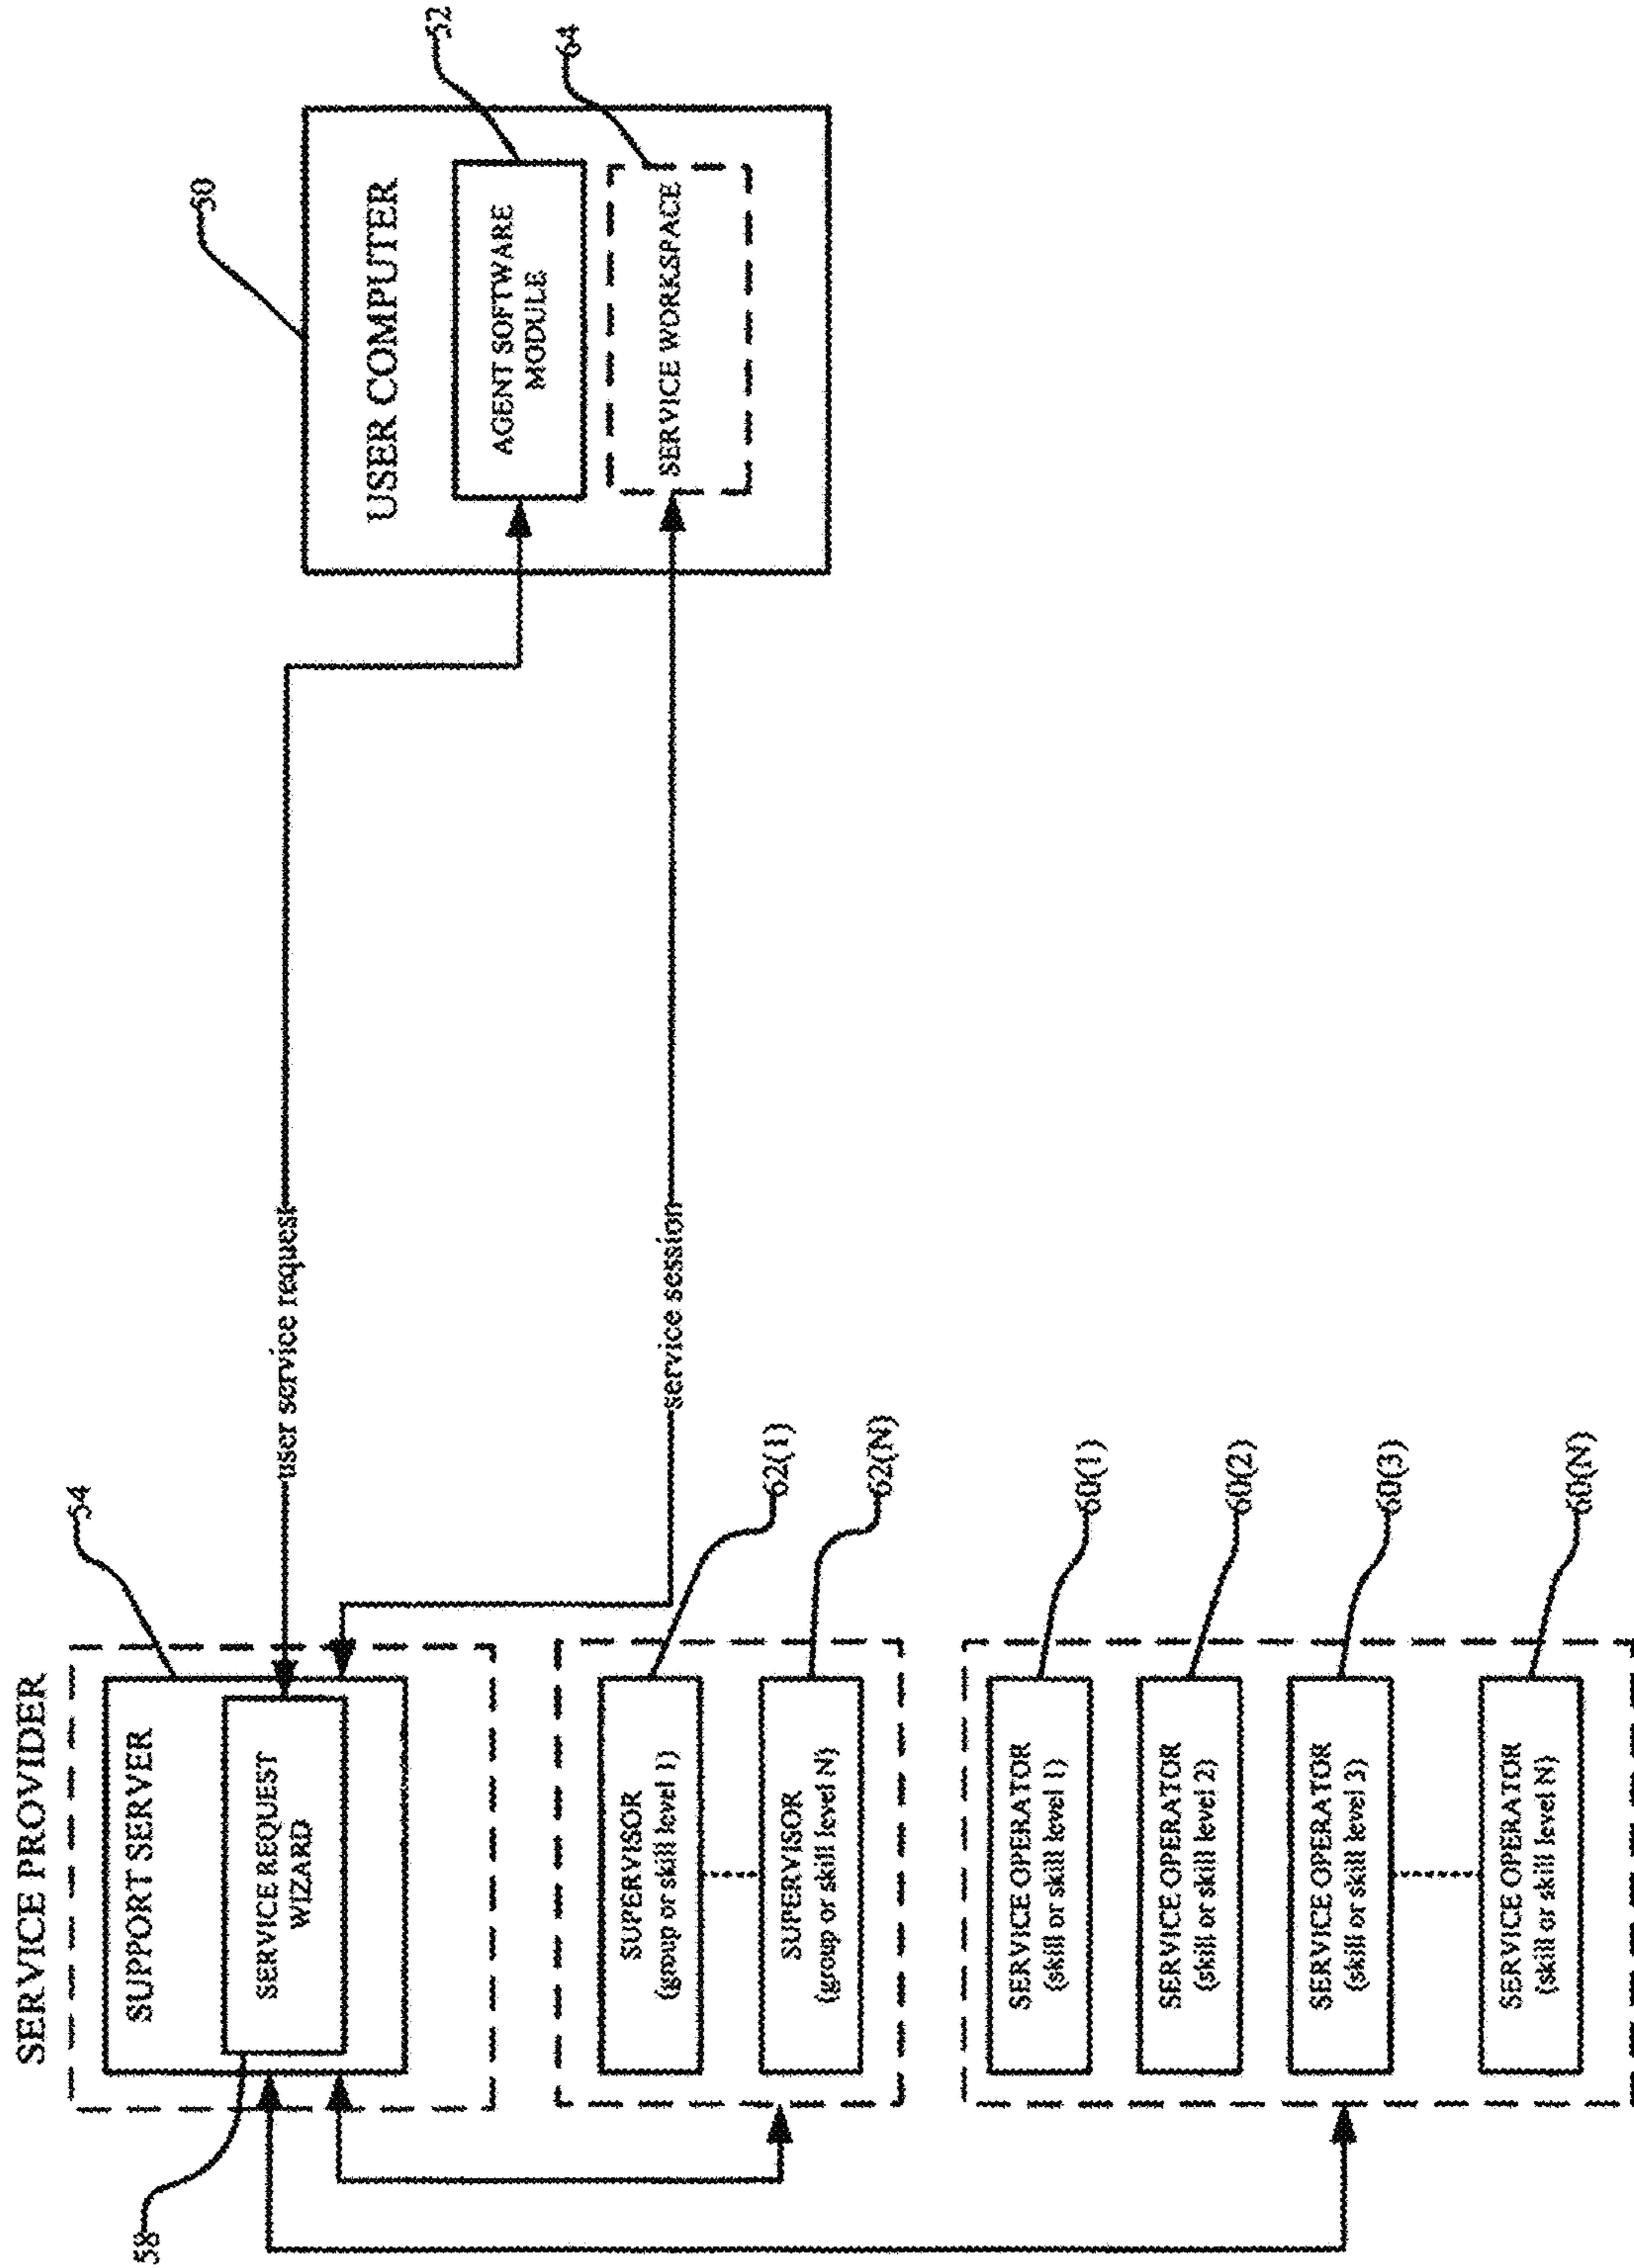 SERVICE PROVIDER
54
SUPPORT SERVER
SERVICE REQUEST
WIZARD
58
user service request
service session
50
USER COMPUTER
52
AGENT SOFTWARE
MODULE
64
SERVICE WORKSPACE
62(1)
SUPERVISOR
(group or skill level 1)
62(N)
SUPERVISOR
(group or skill level N)
60(1)
SERVICE OPERATOR
(skill or skill level 1)
60(2)
SERVICE OPERATOR
(skill or skill level 2)
60(3)
SERVICE OPERATOR
(skill or skill level 3)
60(N)
SERVICE OPERATOR
(skill or skill level N)